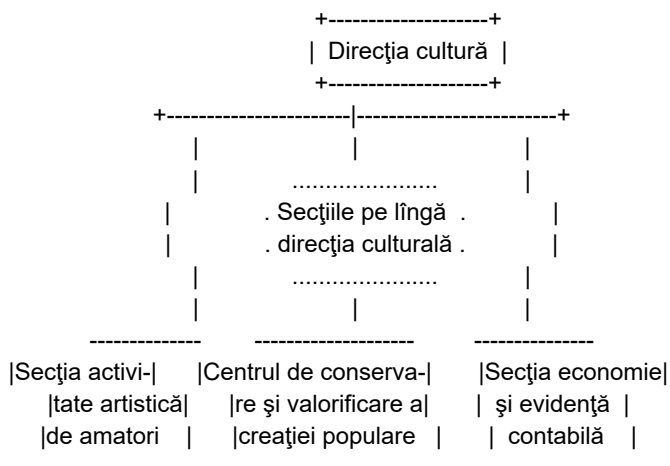 +--------------------+
| Direcţia cultură |
+--------------------+
+-----------------------|-------------------------+
| | |
| ...................... |
| . Secţiile pe lîngă . |
| . direcţia culturală . |
| ...................... |
| | |
-------------- -------------------- ---------------
|Secţia activi-| |Centrul de conserva-| |Secţia economie|
|tate artistică| |re şi valorificare a| | şi evidenţă |
|de amatori | |creaţiei populare | | contabilă |